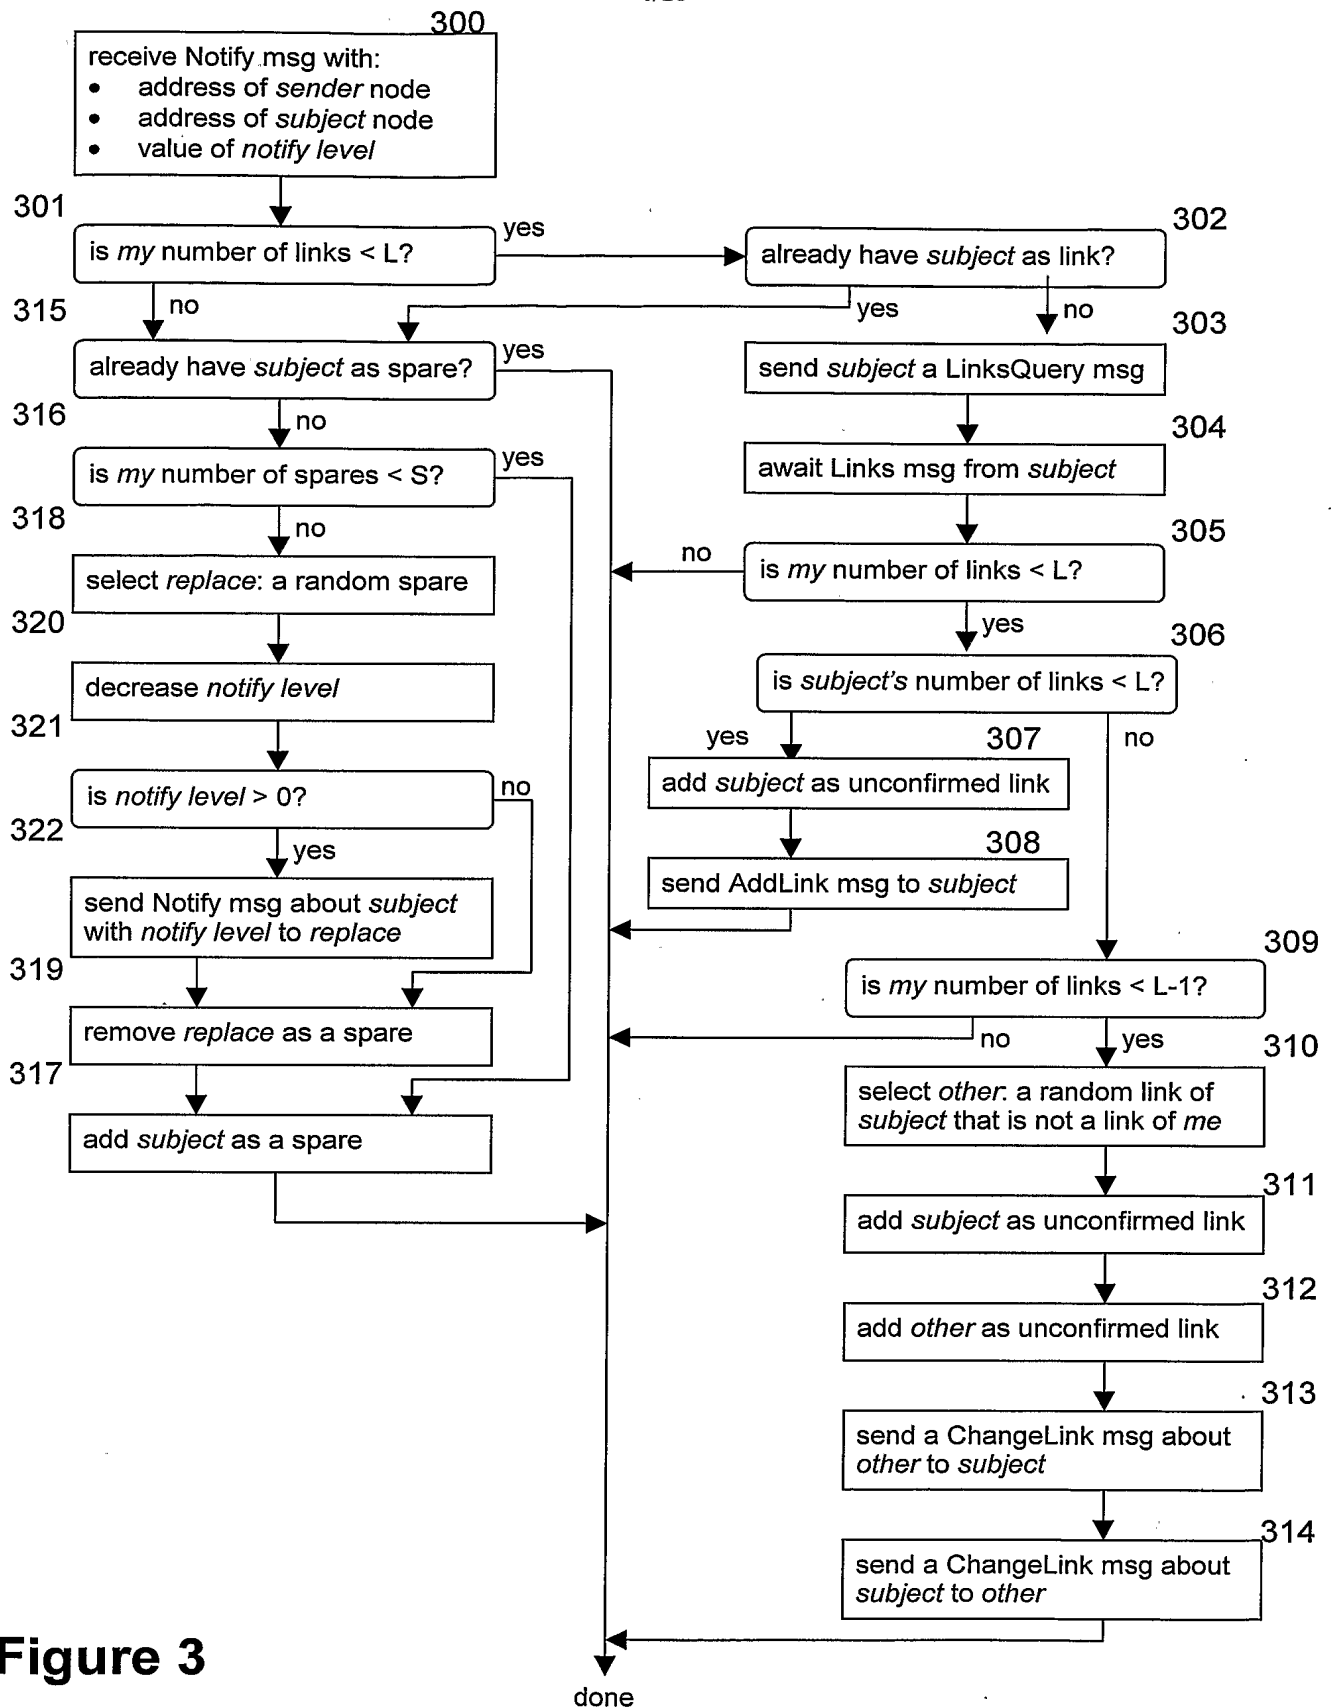 300
receive Notify msg with:
• address of sender node
• address of subject node
• value of notify level
301
is my number of links < L?
yes
no
302
already have subject as link?
yes
no
315
already have subject as spare?
yes
no
303
send subject a LinksQuery msg
316
is my number of spares < S?
yes
no
304
await Links msg from subject
318
select replace: a random spare
305
is my number of links < L?
no
yes
320
decrease notify level
306
is subject's number of links < L?
yes
no
321
is notify level > 0?
no
yes
307
add subject as unconfirmed link
322
send Notify msg about subject
with notify level to replace
308
send AddLink msg to subject
319
remove replace as a spare
309
is my number of links < L-1?
no
yes
317
add subject as a spare
310
select other: a random link of
subject that is not a link of me
311
add subject as unconfirmed link
312
add other as unconfirmed link
313
send a ChangeLink msg about
other to subject
314
send a ChangeLink msg about
subject to other
done
Figure 3